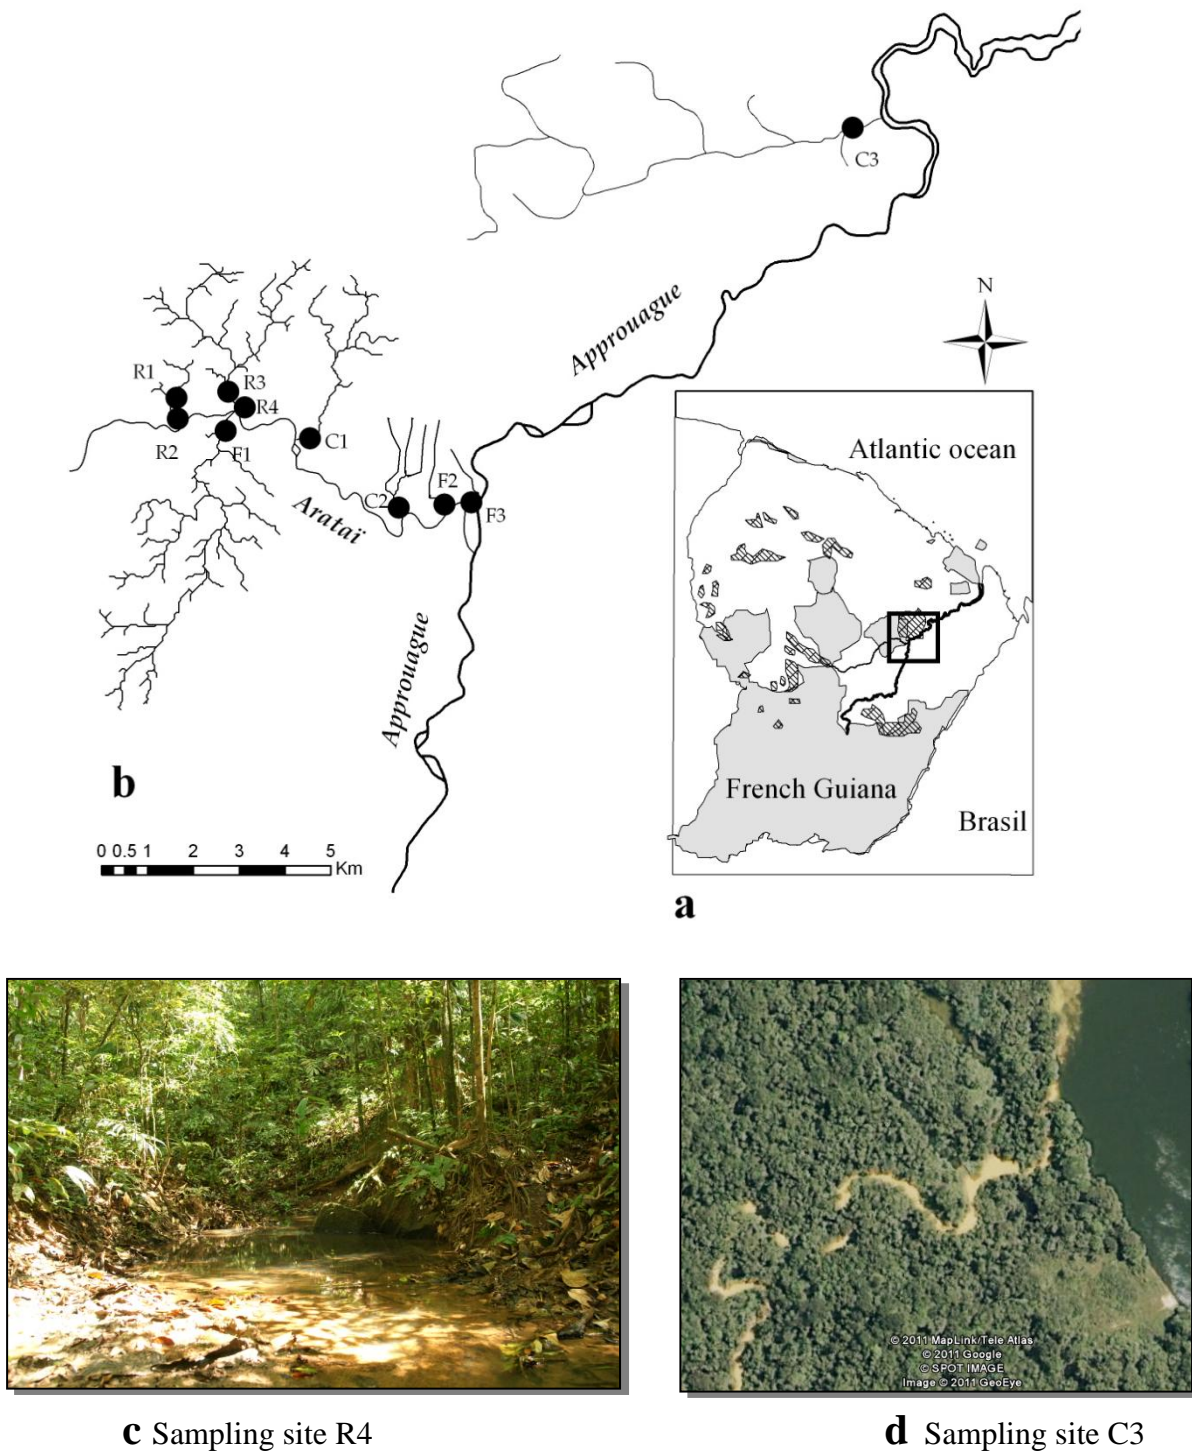 N
C3
Approuague
R1
R3
R4
R2
F1
C1
Arataï
C2
F2
F3
Approuague
b
0 0.5 1 2 3 4 5
Km
Atlantic ocean
French Guiana
Brasil
a
© 2011 MapLink/Tele Atlas
© 2011 Google
© SPOT IMAGE
Image © 2011 GeoEye
c Sampling site R4
d Sampling site C3